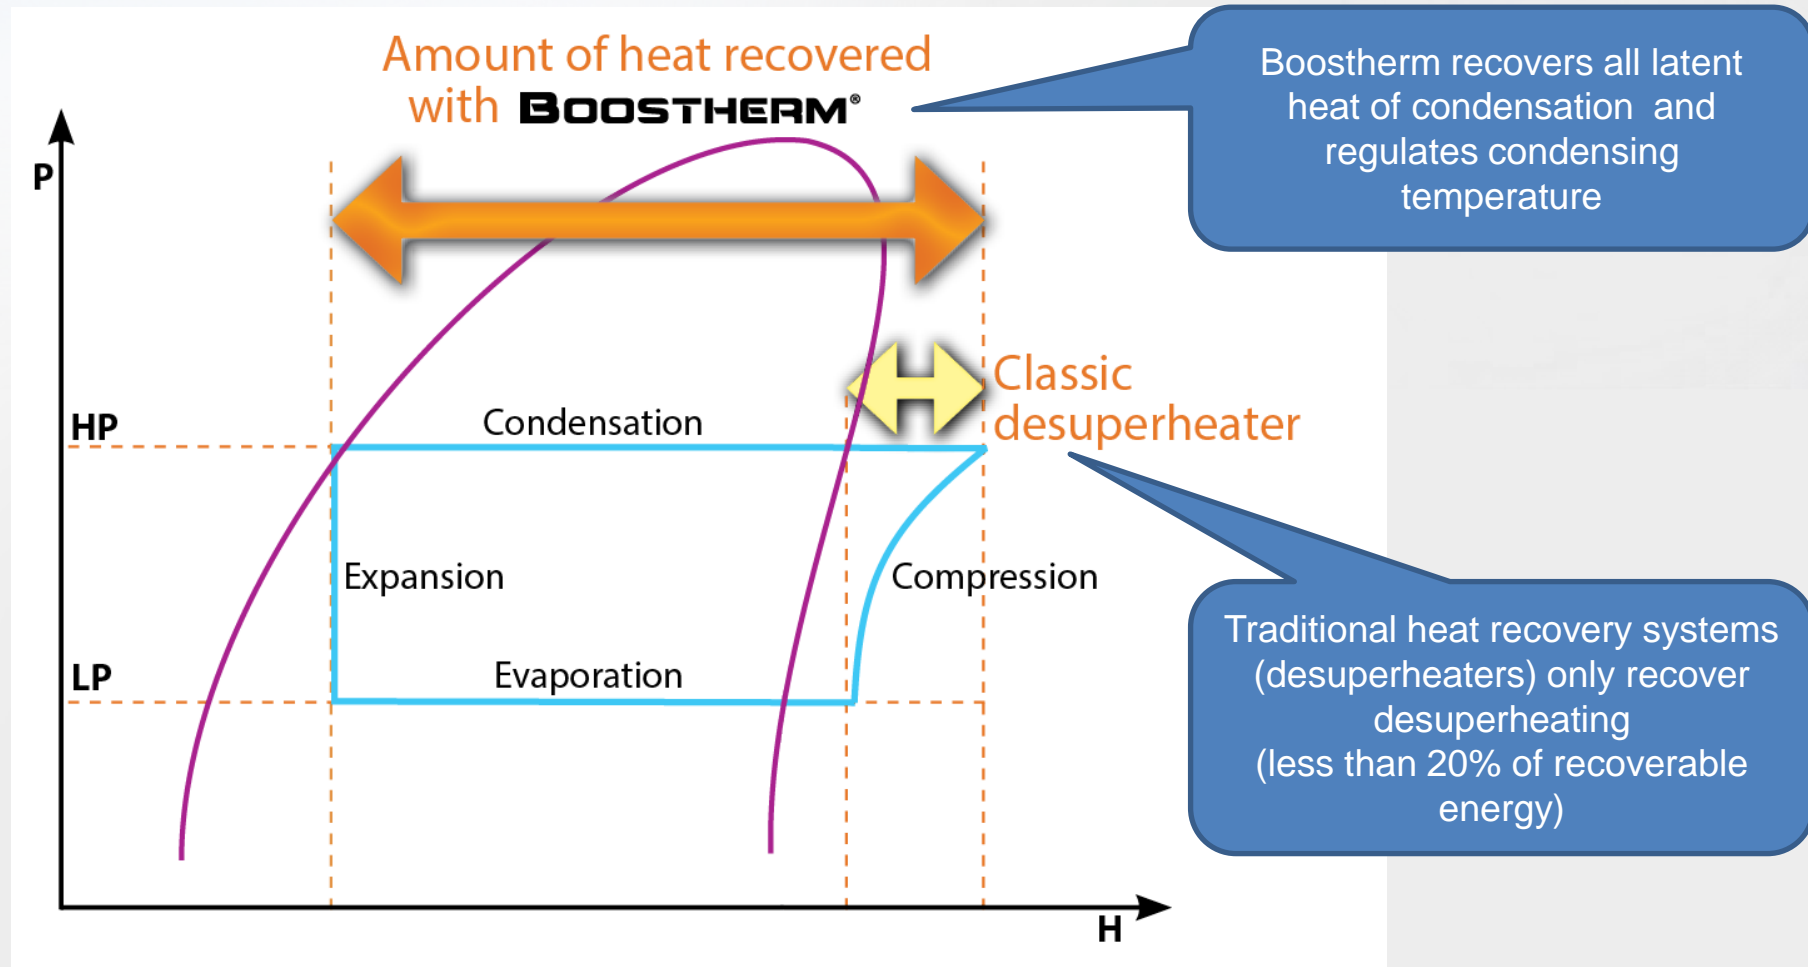 Amount of heat recovered
with BOOSTHERM®
Boostherm recovers all latent
heat of condensation and
regulates condensing
temperature
P
Classic
desuperheater
HP
Condensation
Expansion
Compression
Traditional heat recovery systems
(desuperheaters) only recover
desuperheating
(less than 20% of recoverable
energy)
LP
Evaporation
H